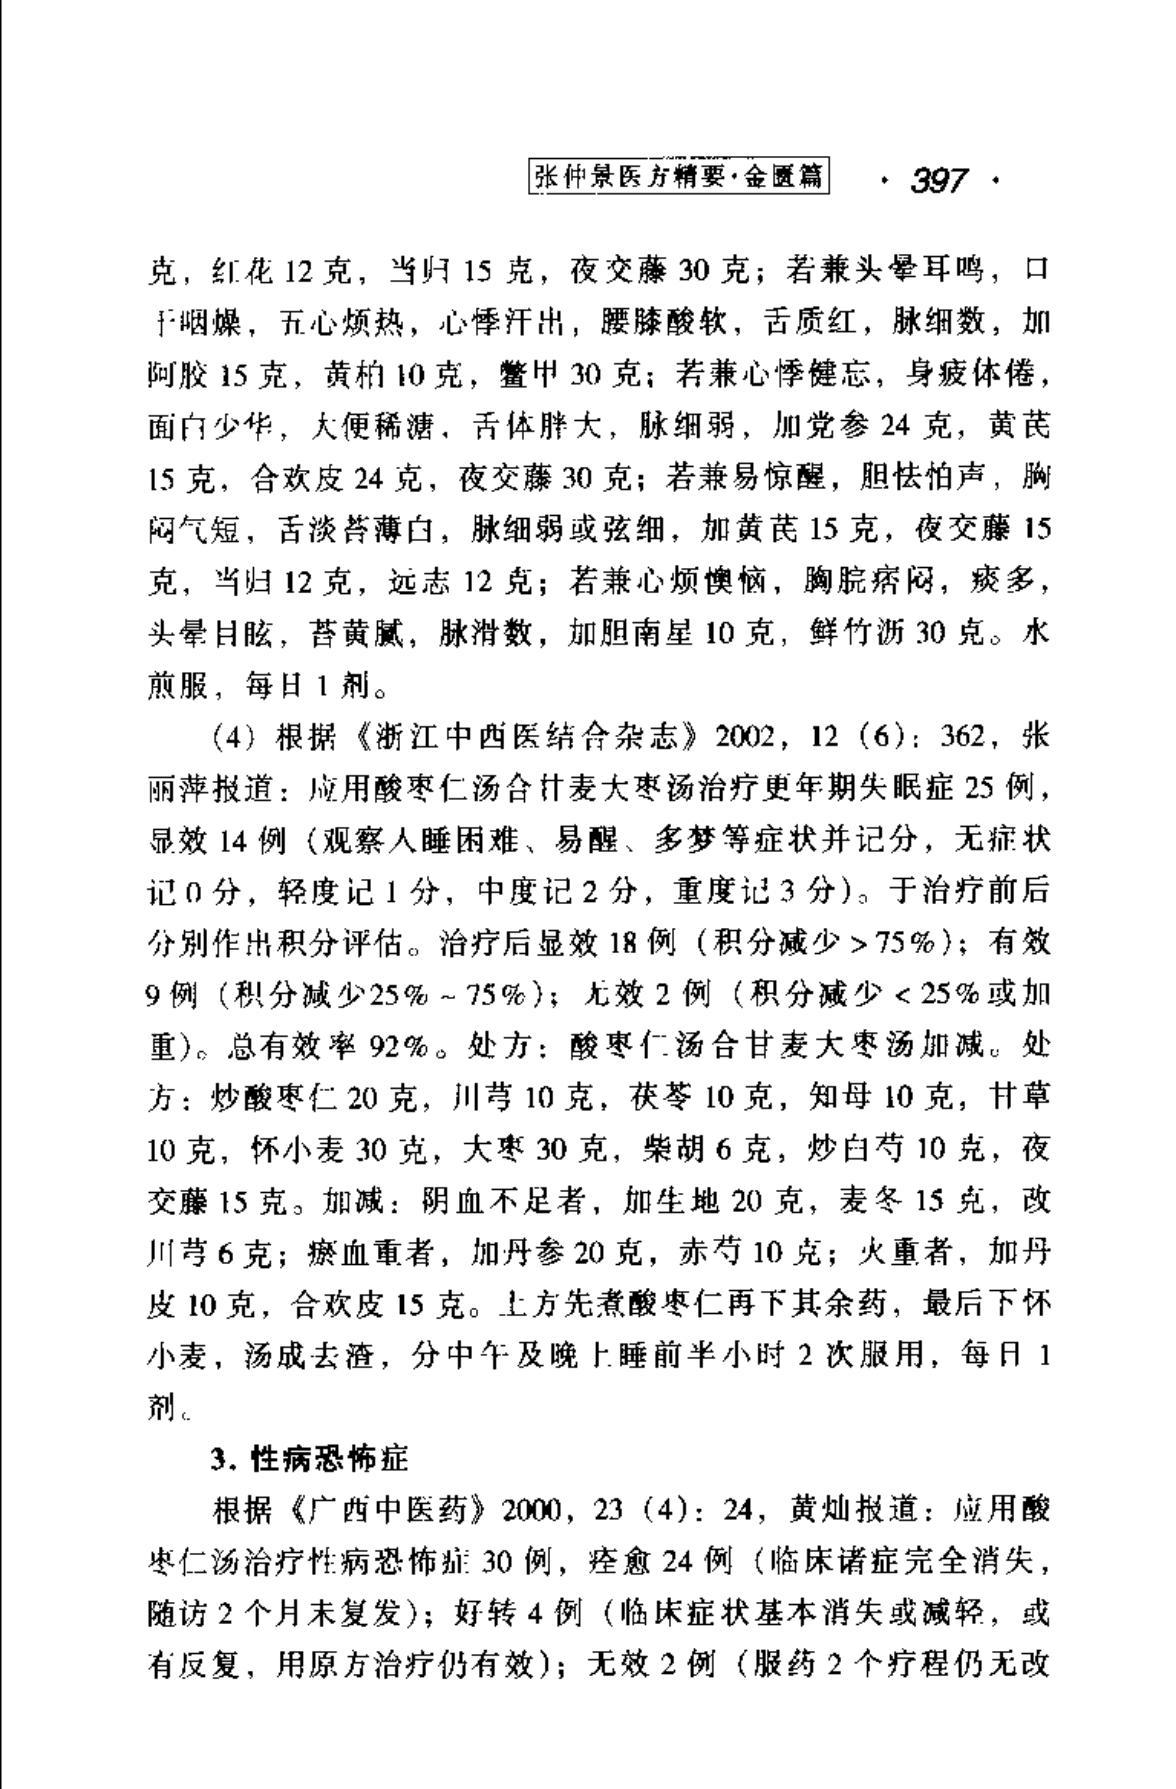 张仲景医方精要·金匮篇 · 397 ·
克，红花 12 克，当归 15 克，夜交藤 30 克；若兼头晕耳鸣，口
干咽燥，五心烦热，心悸汗出，腰膝酸软，舌质红，脉细数，加
阿胶 15 克，黄柏 10 克，鳖甲 30 克；若兼心悸健忘，身疲体倦，
面白少华，大便稀溏，舌体胖大，脉细弱，加党参 24 克，黄芪
15 克，合欢皮 24 克，夜交藤 30 克；若兼易惊醒，胆怯怕声，胸
闷气短，舌淡苔薄白，脉细弱或弦细，加黄芪 15 克，夜交藤 15
克，当归 12 克，远志 12 克；若兼心烦懊恼，胸脘痞闷，痰多，
头晕目眩，苔黄腻，脉滑数，加胆南星 10 克，鲜竹沥 30 克。水
煎服，每日 1 剂。
（4）根据《浙江中西医结合杂志》2002，12（6）：362，张
丽萍报道：应用酸枣仁汤合甘麦大枣汤治疗更年期失眠症 25 例，
显效 14 例（观察入睡困难、易醒、多梦等症状并记分，无症状
记 0 分，轻度记 1 分，中度记 2 分，重度记 3 分）。于治疗前后
分别作出积分评估。治疗后显效 18 例（积分减少＞75%）；有效
9 例（积分减少25%～75%）；无效 2 例（积分减少＜25%或加
重）。总有效率 92%。处方：酸枣仁汤合甘麦大枣汤加减。处
方：炒酸枣仁 20 克，川芎 10 克，茯苓 10 克，知母 10 克，甘草
10 克，怀小麦 30 克，大枣 30 克，柴胡 6 克，炒白芍 10 克，夜
交藤 15 克。加减：阴血不足者，加生地 20 克，麦冬 15 克，改
川芎 6 克；瘀血重者，加丹参 20 克，赤芍 10 克；火重者，加丹
皮 10 克，合欢皮 15 克。上方先煮酸枣仁再下其余药，最后下怀
小麦，汤成去渣，分中午及晚上睡前半小时 2 次服用，每日 1
剂。
3. 性病恐怖症
根据《广西中医药》2000，23（4）：24，黄灿报道：应用酸
枣仁汤治疗性病恐怖症 30 例，痊愈 24 例（临床诸症完全消失，
随访 2 个月未复发）；好转 4 例（临床症状基本消失或减轻，或
有反复，用原方治疗仍有效）；无效 2 例（服药 2 个疗程仍无改